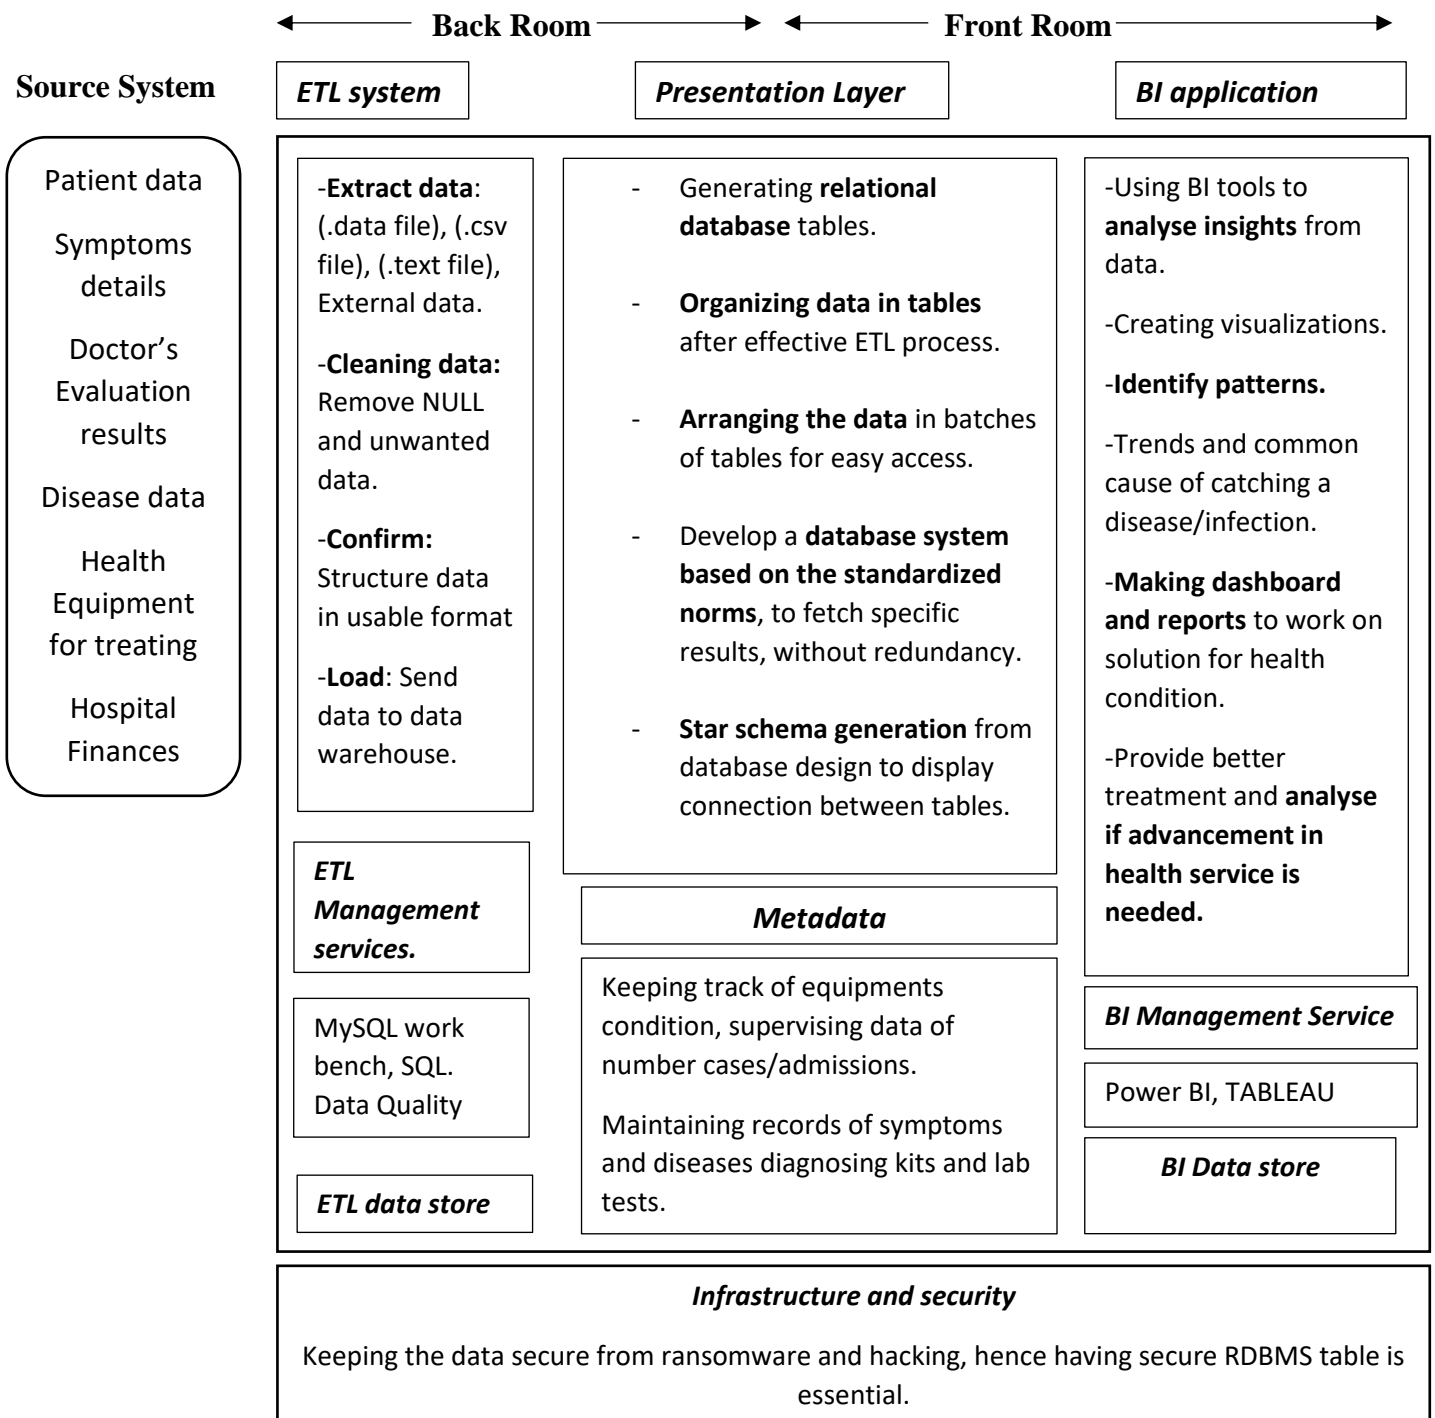 Back Room
Front Room
Source System
ETL system
Presentation Layer
BI application
Patient data
Symptoms
details
Doctor’s
Evaluation
results
Disease data
Health
Equipment
for treating
Hospital
Finances
-Extract data:
(.data file), (.csv
file), (.text file),
External data.
-Cleaning data:
Remove NULL
and unwanted
data.
-Confirm:
Structure data
in usable format
-Load: Send
data to data
warehouse.
ETL
Management
services.
MySQL work
bench, SQL.
Data Quality
ETL data store
- Generating relational
database tables.
- Organizing data in tables
after effective ETL process.
- Arranging the data in batches
of tables for easy access.
- Develop a database system
based on the standardized
norms, to fetch specific
results, without redundancy.
- Star schema generation from
database design to display
connection between tables.
Metadata
Keeping track of equipments
condition, supervising data of
number cases/admissions.
Maintaining records of symptoms
and diseases diagnosing kits and lab
tests.
-Using BI tools to
analyse insights from
data.
-Creating visualizations.
-Identify patterns.
-Trends and common
cause of catching a
disease/infection.
-Making dashboard
and reports to work on
solution for health
condition.
-Provide better
treatment and analyse
if advancement in
health service is
needed.
BI Management Service
Power BI, TABLEAU
BI Data store
Infrastructure and security
Keeping the data secure from ransomware and hacking, hence having secure RDBMS table is
essential.